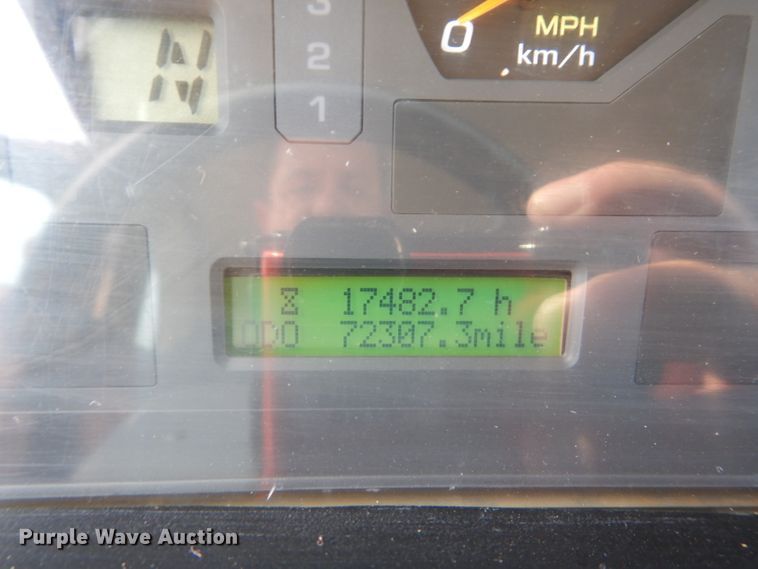 N
3
2
1
0
MPH
km/h
17482.7 h
ODO 72307.3mile
Purple Wave Auction